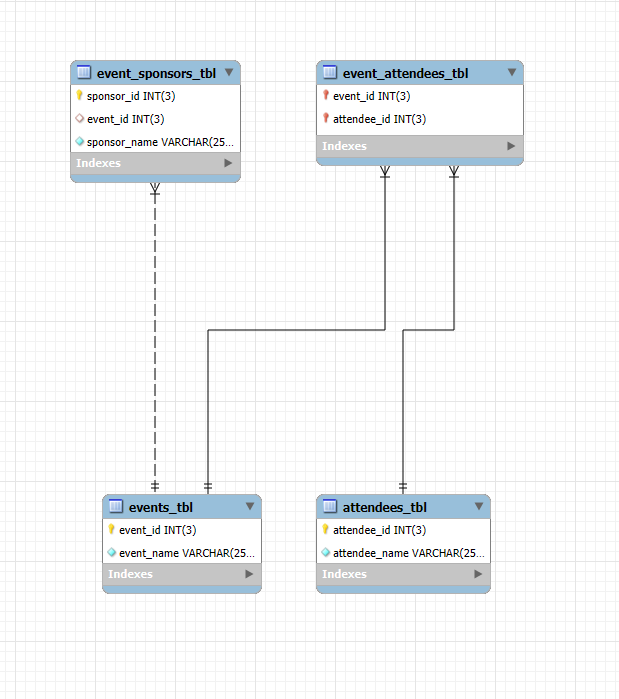 event_sponsors_tbl
sponsor_id INT(3)
event_id INT(3)
sponsor_name VARCHAR(25...
Indexes
event_attendees_tbl
event_id INT(3)
attendee_id INT(3)
Indexes
events_tbl
event_id INT(3)
event_name VARCHAR(25...
Indexes
attendees_tbl
attendee_id INT(3)
attendee_name VARCHAR(25...
Indexes